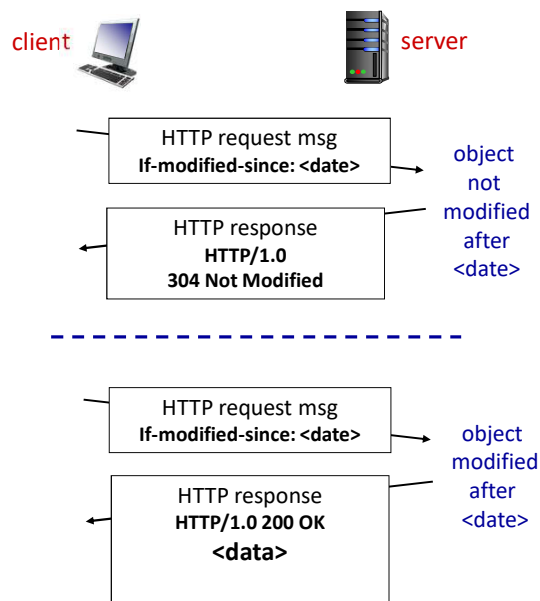 client
server
HTTP request msg
If-modified-since: <date>
object
not
modified
after
<date>
HTTP response
HTTP/1.0
304 Not Modified
HTTP request msg
If-modified-since: <date>
object
modified
after
<date>
HTTP response
HTTP/1.0 200 OK
<data>